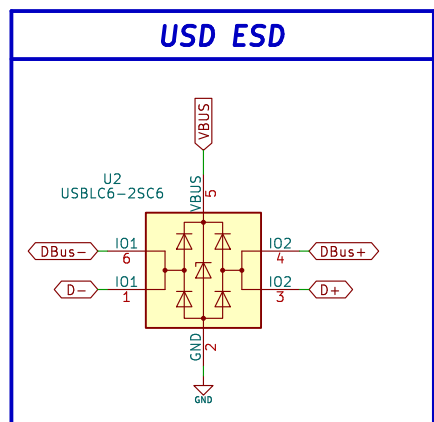 USD ESD
VBUS
U2
USBLC6-2SC6
VBUS
5
DBus-
IO1
6
IO2
4
DBus+
D-
IO1
1
IO2
3
D+
GND
2
GND